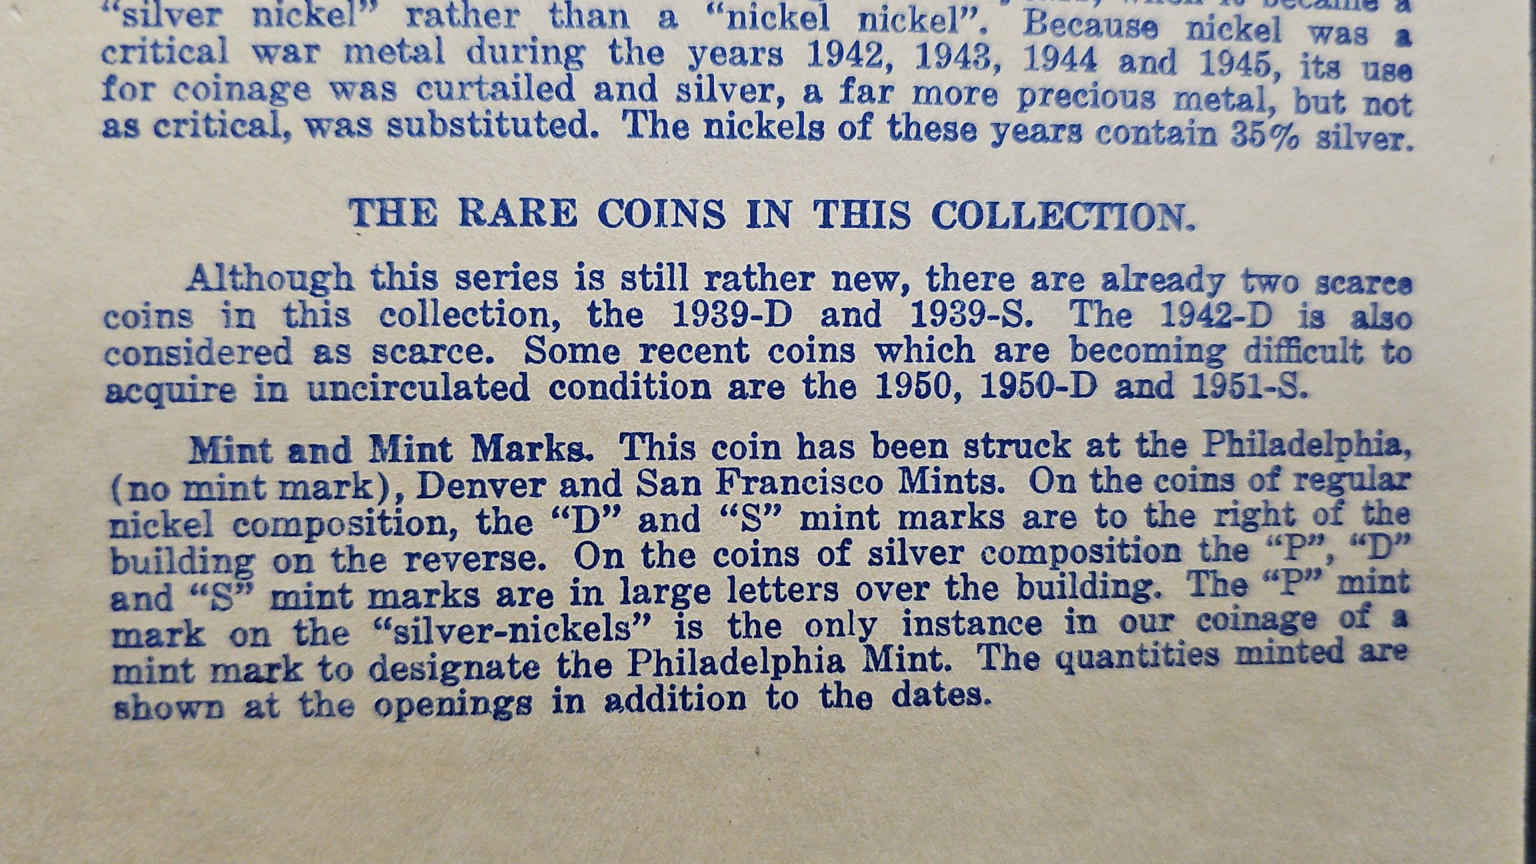 “silver nickel” rather than a “nickel nickel”. Because nickel was a
critical war metal during the years 1942, 1943, 1944 and 1945, its use
for coinage was curtailed and silver, a far more precious metal, but not
as critical, was substituted. The nickels of these years contain 35% silver.
THE RARE COINS IN THIS COLLECTION.
Although this series is still rather new, there are already two scarce
coins in this collection, the 1939-D and 1939-S. The 1942-D is also
considered as scarce. Some recent coins which are becoming difficult to
acquire in uncirculated condition are the 1950, 1950-D and 1951-S.
Mint and Mint Marks. This coin has been struck at the Philadelphia,
(no mint mark), Denver and San Francisco Mints. On the coins of regular
nickel composition, the “D” and “S” mint marks are to the right of the
building on the reverse. On the coins of silver composition the “P”, “D”
and “S” mint marks are in large letters over the building. The “P” mint
mark on the “silver-nickels” is the only instance in our coinage of a
mint mark to designate the Philadelphia Mint. The quantities minted are
shown at the openings in addition to the dates.